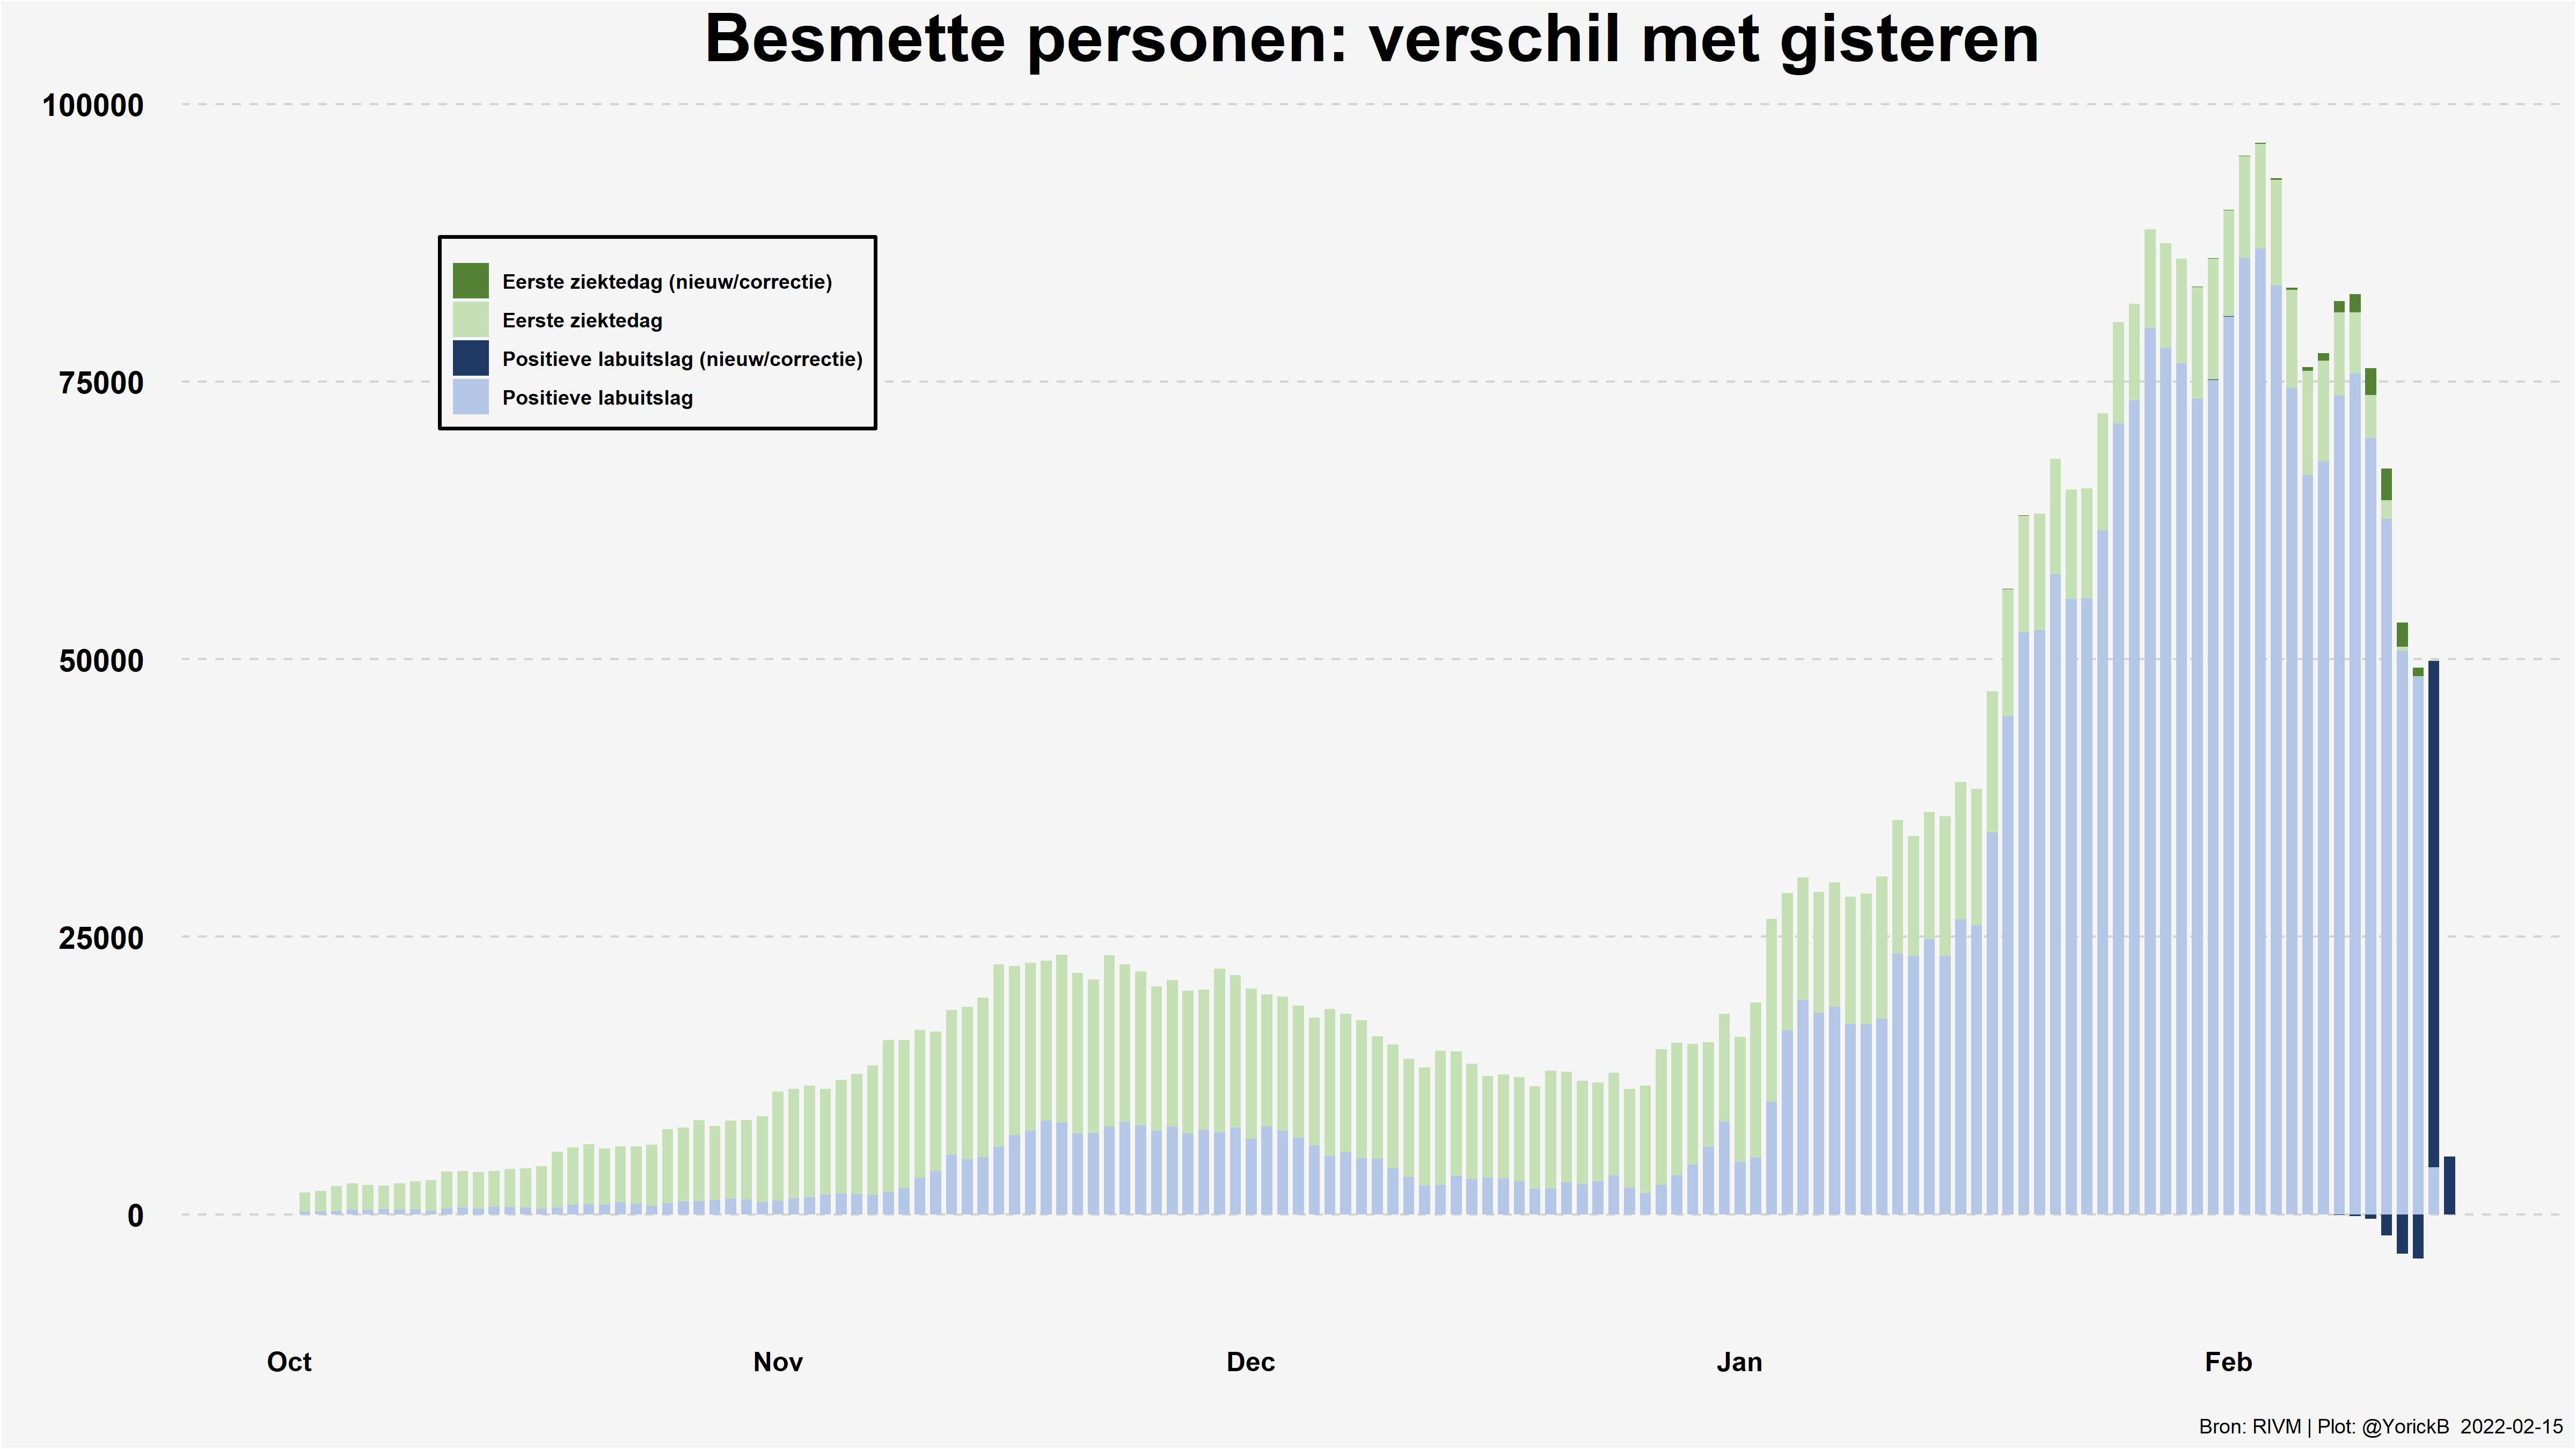 Besmette personen: verschil met gisteren
100000
75000
50000
25000
0
Eerste ziektedag (nieuw/correctie)
Eerste ziektedag
Positieve labuitslag (nieuw/correctie)
Positieve labuitslag
Oct Nov Dec Jan Feb
Bron: RIVM | Plot: @YorickB 2022-02-15